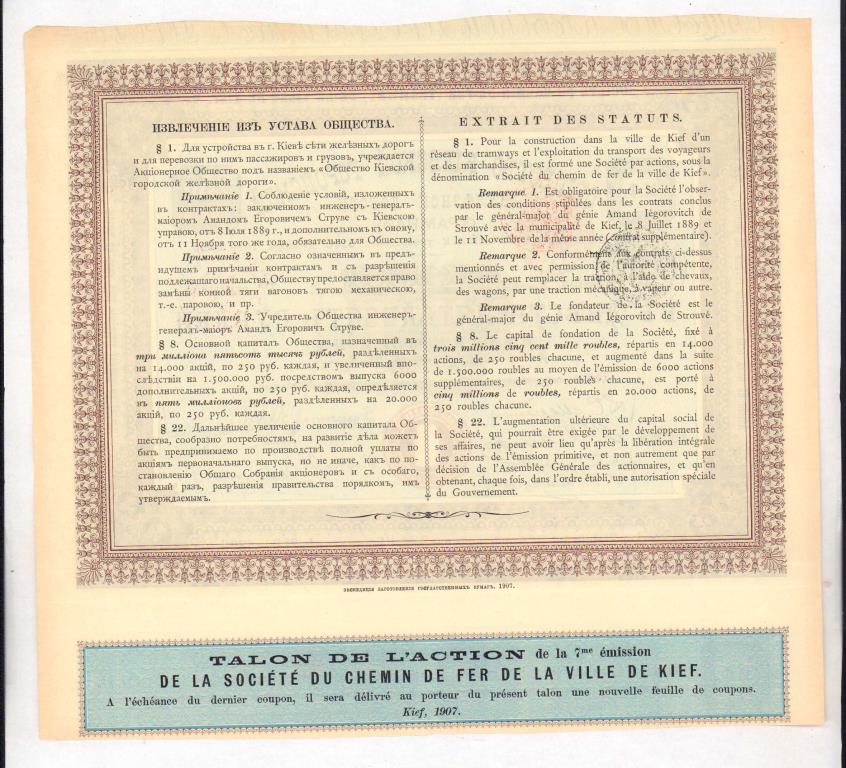 ИЗВЛЕЧЕНІЕ ИЗЪ УСТАВА ОБЩЕСТВА.
§ 1. Для устройства въ г. Кіевѣ сѣти желѣзныхъ дорогъ
и для перевозки по нимъ пассажировъ и грузовъ, учреждается
Акціонерное Общество подъ названіемъ «Общество Кіевской
городской желѣзной дороги».
Примѣчаніе 1. Соблюденіе условій, изложенныхъ
въ контрактахъ: заключенномъ инженеръ-генералъ-
маіоромъ Амандомъ Егоровичемъ Струве съ Кіевскою
управою, отъ 8 Іюля 1889 г., и дополнительномъ къ оному,
отъ 11 Ноября того же года, обязательно для Общества.
Примѣчаніе 2. Согласно означеннымъ въ предъ-
идущемъ примѣчаніи контрактамъ и съ разрѣшенія
подлежащаго начальства, Обществу предоставляется право
замѣны конной тяги вагоновъ тягою механическою,
т.-е. паровою, и пр.
Примѣчаніе 3. Учредитель Общества инженеръ-
генералъ-маіоръ Амандъ Егоровичъ Струве.
§ 8. Основной капиталъ Общества, назначенный въ
три милліона пятьсотъ тысячъ рублей, раздѣленныхъ
на 14.000 акцій, по 250 руб. каждая, и увеличенный впо-
слѣдствіи на 1.500.000 руб. посредствомъ выпуска 6000
дополнительныхъ акцій, по 250 руб. каждая, опредѣляется
въ пять милліоновъ рублей, раздѣленныхъ на 20.000
акцій, по 250 руб. каждая.
§ 22. Дальнѣйшее увеличеніе основного капитала Об-
щества, сообразно потребностямъ, на развитіе дѣла можетъ
быть предпринимаемо по производствѣ полной уплаты по
акціямъ первоначальнаго выпуска, но не иначе, какъ по по-
становленію Общаго Собранія акціонеровъ и съ особаго,
каждый разъ, разрѣшенія правительства порядкомъ, имъ
утверждаемымъ.
EXTRAIT DES STATUTS.
§ 1. Pour la construction dans la ville de Kief d'un
réseau de tramways et l'exploitation du transport des voyageurs
et des marchandises, il est formé une Société par actions, sous la
dénomination «Société du chemin de fer de la ville de Kief».
Remarque 1. Est obligatoire pour la Société l'obser-
vation des conditions stipulées dans les contrats conclus
par le général-major du génie Amand Iégorovitch de
Strouvé avec la municipalité de Kief, le 8 Juillet 1889 et
le 11 Novembre de la même année (contrat supplémentaire).
Remarque 2. Conformément aux contrats ci-dessus
mentionnés et avec permission de l'autorité compétente,
la Société peut remplacer la traction, à l'aide de chevaux,
des wagons, par une traction mécanique, à vapeur ou autre.
Remarque 3. Le fondateur de la Société est le
général-major du génie Amand Iégorovitch de Strouvé.
§ 8. Le capital de fondation de la Société, fixé à
trois millions cinq cent mille roubles, répartis en 14.000
actions, de 250 roubles chacune, et augmenté dans la suite
de 1.500.000 roubles au moyen de l'émission de 6000 actions
supplémentaires, de 250 roubles chacune, est porté à
cinq millions de roubles, répartis en 20.000 actions, de
250 roubles chacune.
§ 22. L'augmentation ultérieure du capital social de
la Société, qui pourrait être exigée par le développement de
ses affaires, ne peut avoir lieu qu'après la libération intégrale
des actions de l'émission primitive, et non autrement que par
décision de l'Assemblée Générale des actionnaires, et qu'en
obtenant, chaque fois, dans l'ordre établi, une autorisation spéciale
du Gouvernement.
ЭКСПЕДИЦІЯ ЗАГОТОВЛЕНІЯ ГОСУДАРСТВЕННЫХЪ БУМАГЪ. 1907.
TALON DE L'ACTION de la 7me émission
DE LA SOCIÉTÉ DU CHEMIN DE FER DE LA VILLE DE KIEF.
A l'échéance du dernier coupon, il sera délivré au porteur du présent talon une nouvelle feuille de coupons.
Kief, 1907.